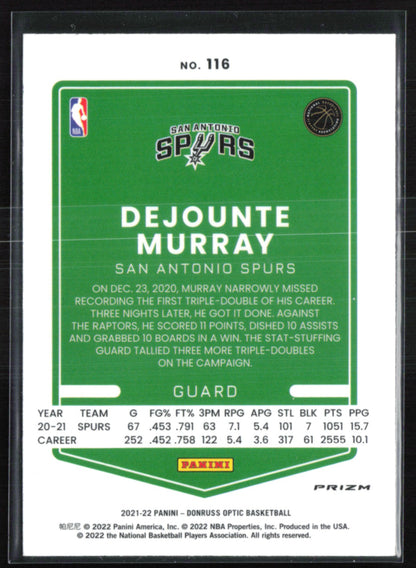 NO. 116
NBA
SAN ANTONIO
SPURS
DEJOUNTE
MURRAY
SAN ANTONIO SPURS
ON DEC. 23, 2020, MURRAY NARROWLY MISSED
RECORDING THE FIRST TRIPLE-DOUBLE OF HIS CAREER.
THREE NIGHTS LATER, HE GOT IT DONE. AGAINST
THE RAPTORS, HE SCORED 11 POINTS, DISHED 10 ASSISTS
AND GRABBED 10 BOARDS IN A WIN. THE STAT-STUFFING
GUARD TALLIED THREE MORE TRIPLE-DOUBLES
ON THE CAMPAIGN.
GUARD
YEAR TEAM G FG% FT% 3PM RPG APG STL BLK PTS PPG
20-21 SPURS 67 .453 .791 63 7.1 5.4 101 7 1051 15.7
CAREER 252 .452 .758 122 5.4 3.6 317 61 2555 10.1
PANINI
PRIZM
2021-22 PANINI – DONRUSS OPTIC BASKETBALL
帕尼尼 © 2022 Panini America, Inc. © 2022 NBA Properties, Inc. Produced in the USA.
© 2022 the National Basketball Players Association. All rights reserved.